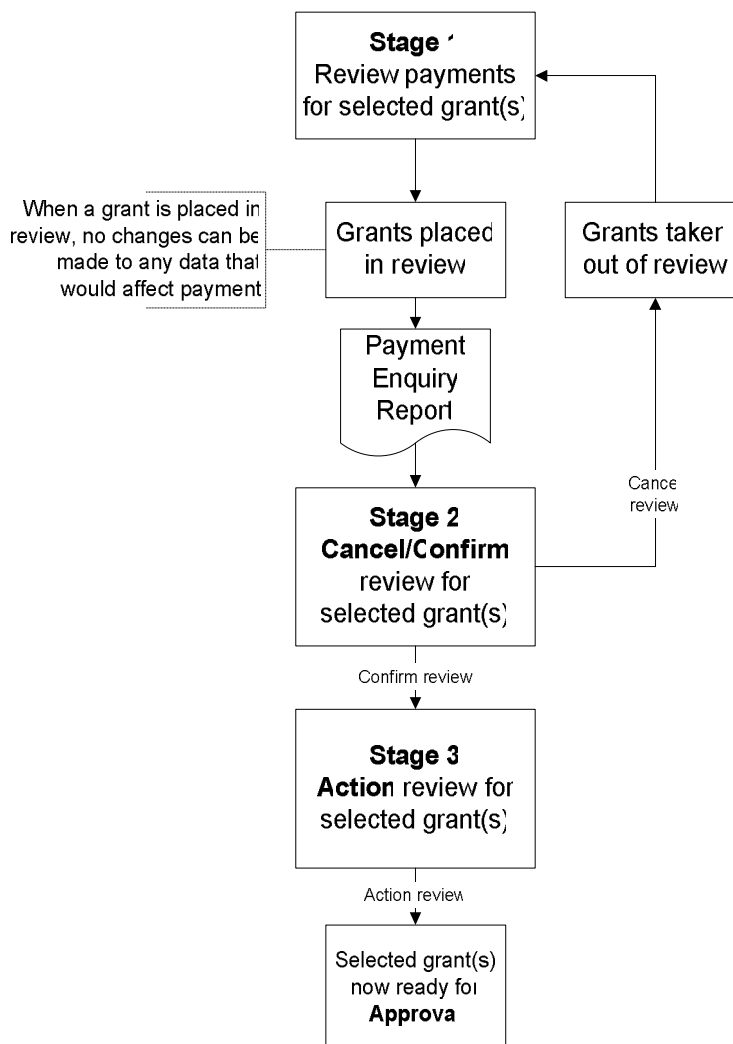 Stage 1
Review payments
for selected grant(s)
When a grant is placed in
review, no changes can be
made to any data that
would affect payment
Grants placed
in review
Grants taken
out of review
Payment
Enquiry
Report
Cancel
review
Stage 2
Cancel/Confirm
review for
selected grant(s)
Confirm review
Stage 3
Action review for
selected grant(s)
Action review
Selected grant(s)
now ready for
Approval